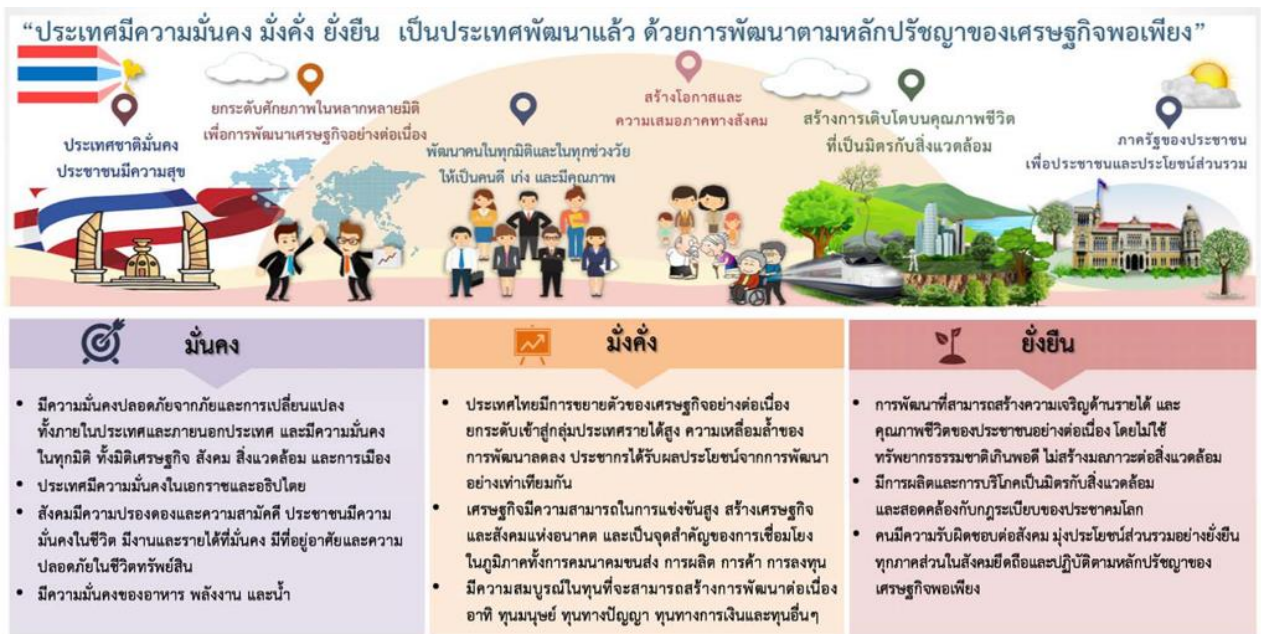 “ประเทศมีความมั่นคง มั่งคั่ง ยั่งยืน เป็นประเทศพัฒนาแล้ว ด้วยการพัฒนาตามหลักปรัชญาของเศรษฐกิจพอเพียง”
ประเทศชาติมั่นคง
ประชาชนมีความสุข
ยกระดับศักยภาพในหลากหลายมิติ
เพื่อการพัฒนาเศรษฐกิจอย่างต่อเนื่อง
พัฒนาคนในทุกมิติและในทุกช่วงวัย
ให้เป็นคนดี เก่ง และมีคุณภาพ
สร้างโอกาสและ
ความเสมอภาคทางสังคม
สร้างการเติบโตบนคุณภาพชีวิต
ที่เป็นมิตรกับสิ่งแวดล้อม
ภาครัฐของประชาชน
เพื่อประชาชนและประโยชน์ส่วนรวม
มั่นคง
• มีความมั่นคงปลอดภัยจากภัยและการเปลี่ยนแปลง
ทั้งภายในประเทศและภายนอกประเทศ และมีความมั่นคง
ในทุกมิติ ทั้งมิติเศรษฐกิจ สังคม สิ่งแวดล้อม และการเมือง
• ประเทศมีความมั่นคงในเอกราชและอธิปไตย
• สังคมมีความปรองดองและความสามัคคี ประชาชนมีความ
มั่นคงในชีวิต มีงานและรายได้ที่มั่นคง มีที่อยู่อาศัยและความ
ปลอดภัยในชีวิตทรัพย์สิน
• มีความมั่นคงของอาหาร พลังงาน และน้ำ
มั่งคั่ง
• ประเทศไทยมีการขยายตัวของเศรษฐกิจอย่างต่อเนื่อง
ยกระดับเข้าสู่กลุ่มประเทศรายได้สูง ความเหลื่อมล้ำของ
การพัฒนาลดลง ประชากรได้รับผลประโยชน์จากการพัฒนา
อย่างเท่าเทียมกัน
• เศรษฐกิจมีความสามารถในการแข่งขันสูง สร้างเศรษฐกิจ
และสังคมแห่งอนาคต และเป็นจุดสำคัญของการเชื่อมโยง
ในภูมิภาคทั้งการคมนาคมขนส่ง การผลิต การค้า การลงทุน
• มีความสมบูรณ์ในทุนที่จะสามารถสร้างการพัฒนาต่อเนื่อง
อาทิ ทุนมนุษย์ ทุนทางปัญญา ทุนทางการเงินและทุนอื่นๆ
ยั่งยืน
• การพัฒนาที่สามารถสร้างความเจริญด้านรายได้ และ
คุณภาพชีวิตของประชาชนอย่างต่อเนื่อง โดยไม่ใช้
ทรัพยากรธรรมชาติเกินพอดี ไม่สร้างมลภาวะต่อสิ่งแวดล้อม
• มีการผลิตและการบริโภคเป็นมิตรกับสิ่งแวดล้อม
และสอดคล้องกับกฎระเบียบของประชาคมโลก
• คนมีความรับผิดชอบต่อสังคม มุ่งประโยชน์ส่วนรวมอย่างยั่งยืน
ทุกภาคส่วนในสังคมยึดถือและปฏิบัติตามหลักปรัชญาของ
เศรษฐกิจพอเพียง